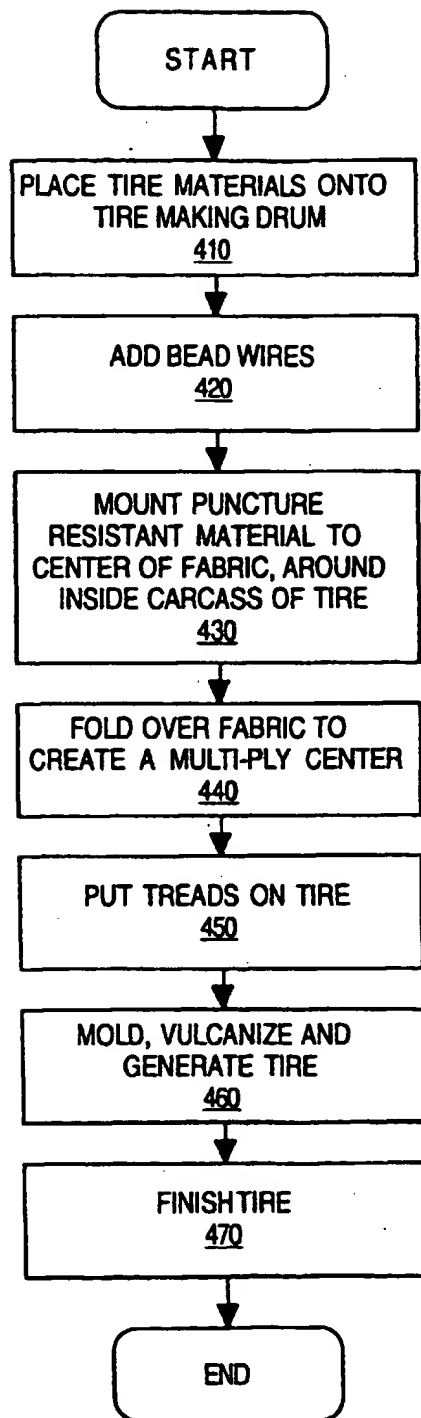 START
PLACE TIRE MATERIALS ONTO
TIRE MAKING DRUM
410
ADD BEAD WIRES
420
MOUNT PUNCTURE
RESISTANT MATERIAL TO
CENTER OF FABRIC, AROUND
INSIDE CARCASS OF TIRE
430
FOLD OVER FABRIC TO
CREATE A MULTI-PLY CENTER
440
PUT TREADS ON TIRE
450
MOLD, VULCANIZE AND
GENERATE TIRE
460
FINISH TIRE
470
END